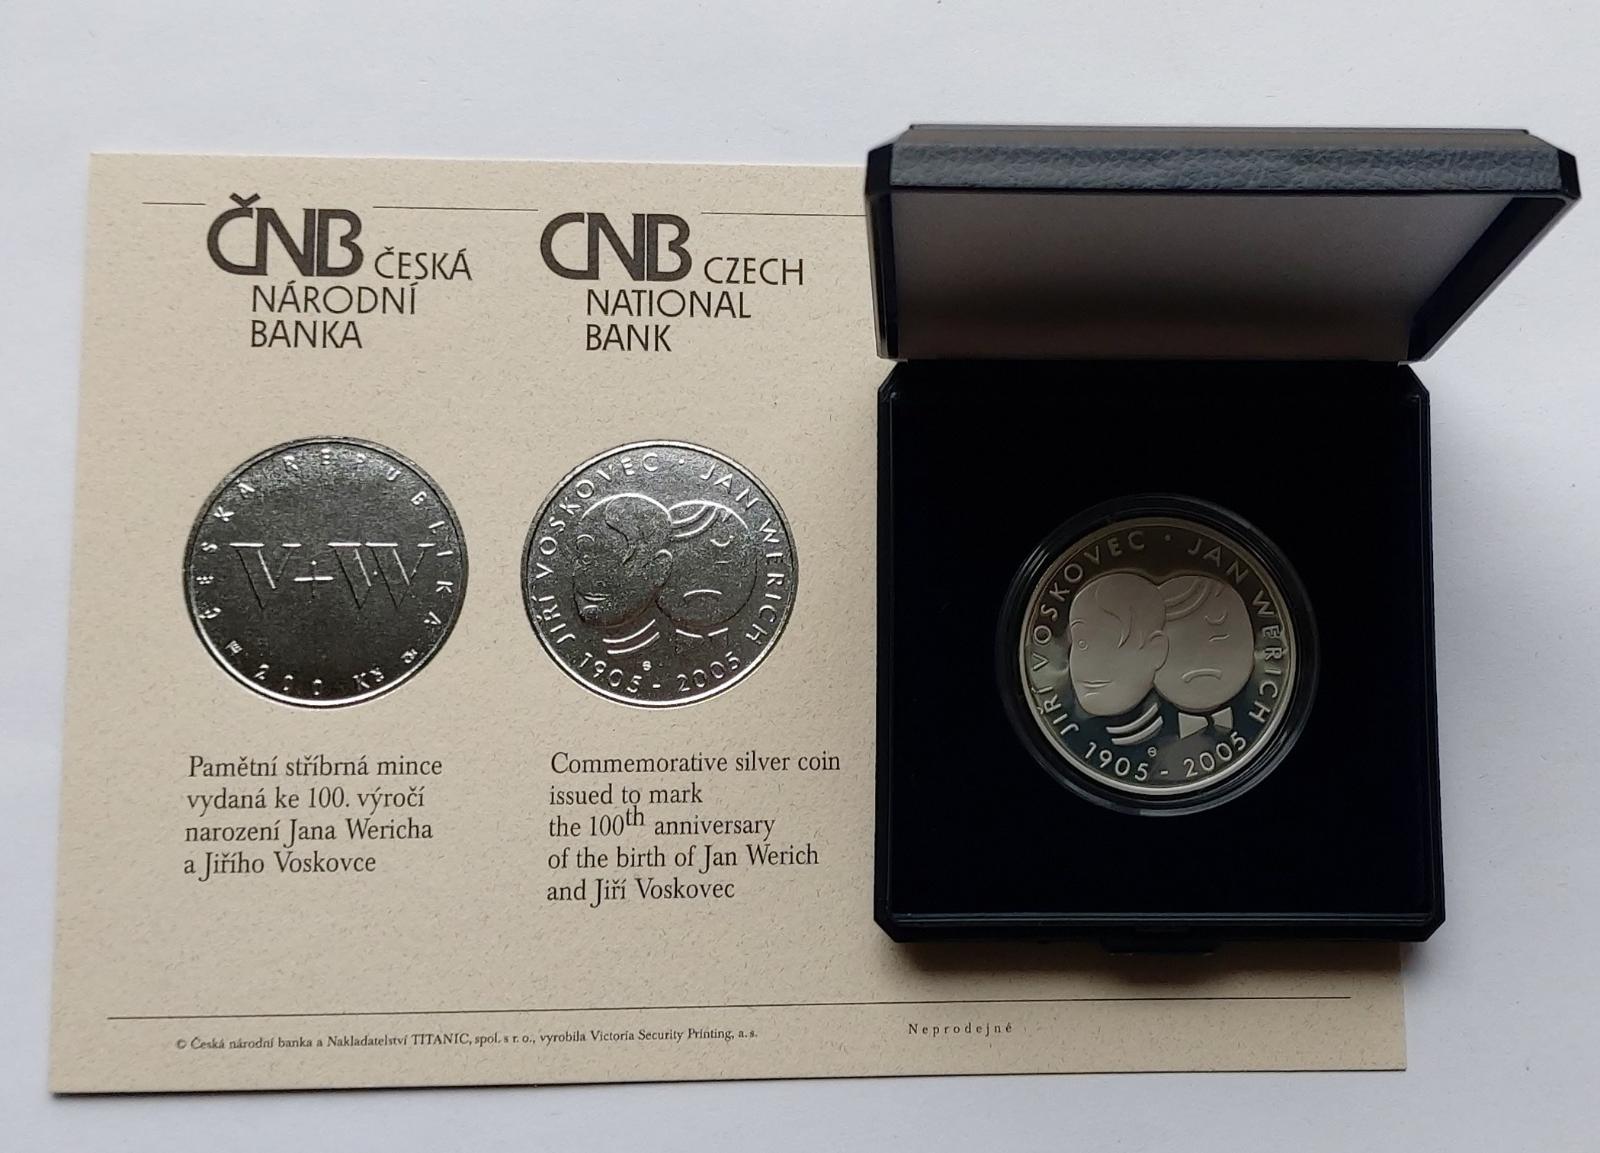 ČNB ČESKÁ
NÁRODNÍ
BANKA
CNB CZECH
NATIONAL
BANK
ČESKÁ REPUBLIKA
V+W
200 Kč
JIŘÍ VOSKOVEC · JAN WERICH
1905 - 2005
Pamětní stříbrná mince
vydaná ke 100. výročí
narození Jana Wericha
a Jiřího Voskovce
Commemorative silver coin
issued to mark
the 100th anniversary
of the birth of Jan Werich
and Jiří Voskovec
© Česká národní banka a Nakladatelství TITANIC, spol. s r. o., vyrobila Victoria Security Printing, a. s.
Neprodejné
JIŘÍ VOSKOVEC · JAN WERICH
1905 - 2005